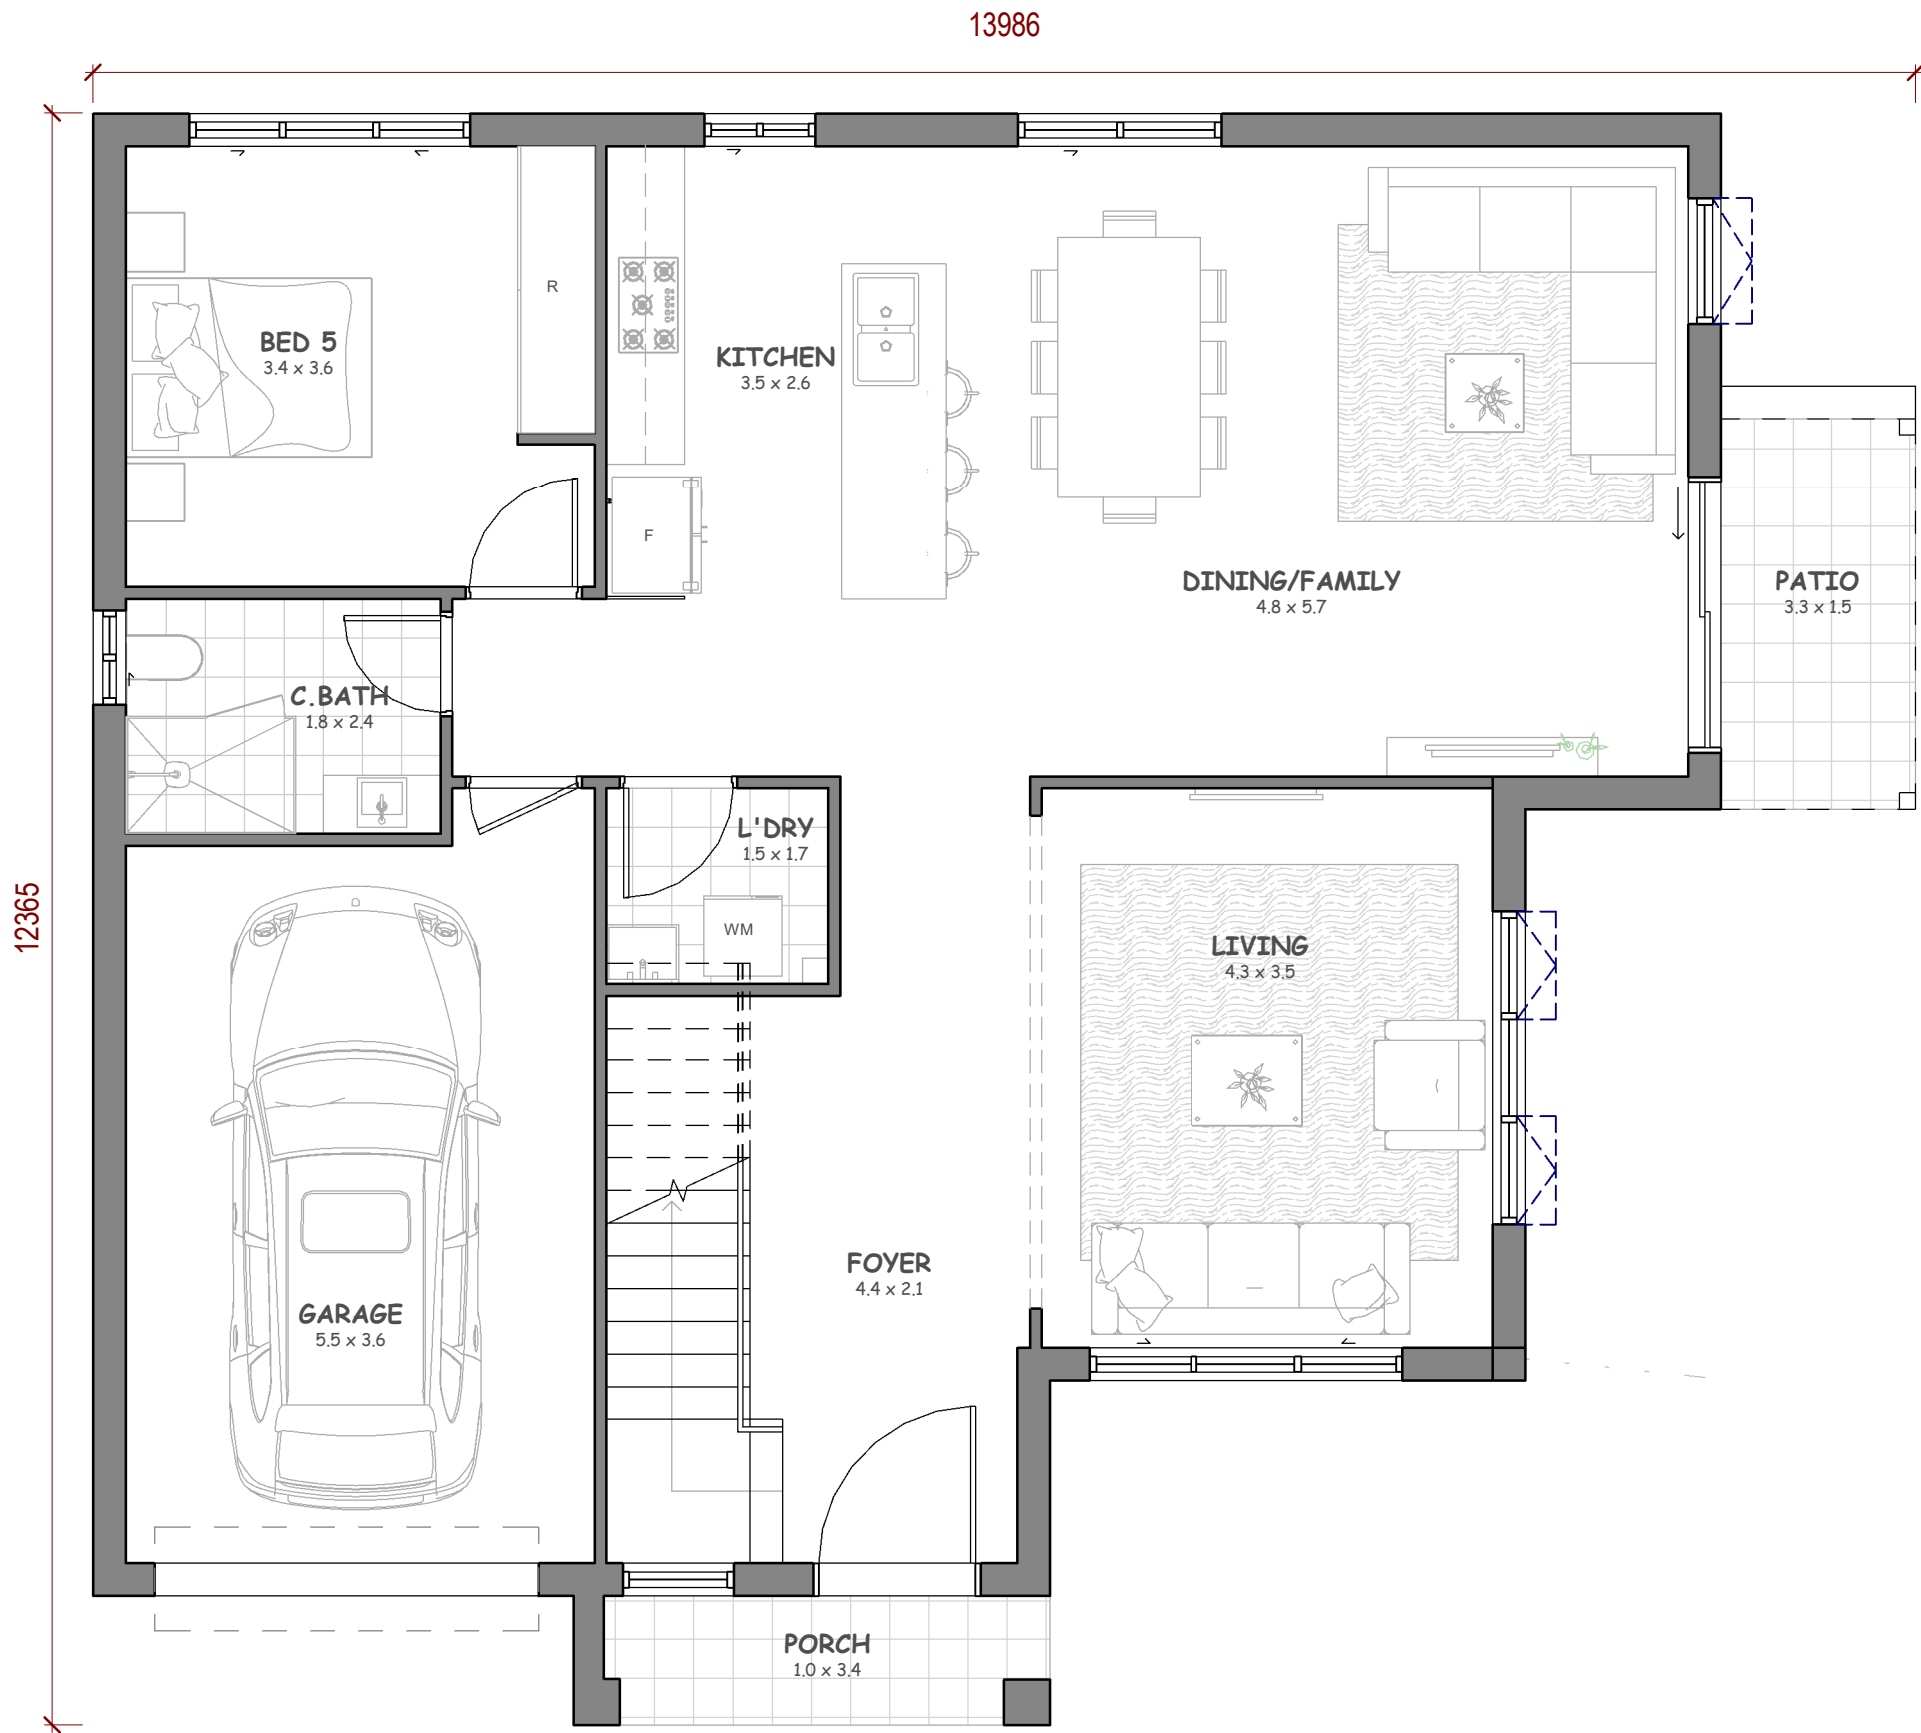 13986
12365
BED 5
3.4 x 3.6
R
KITCHEN
3.5 x 2.6
F
DINING/FAMILY
4.8 x 5.7
PATIO
3.3 x 1.5
C.BATH
1.8 x 2.4
L'DRY
1.5 x 1.7
WM
LIVING
4.3 x 3.5
FOYER
4.4 x 2.1
GARAGE
5.5 x 3.6
PORCH
1.0 x 3.4